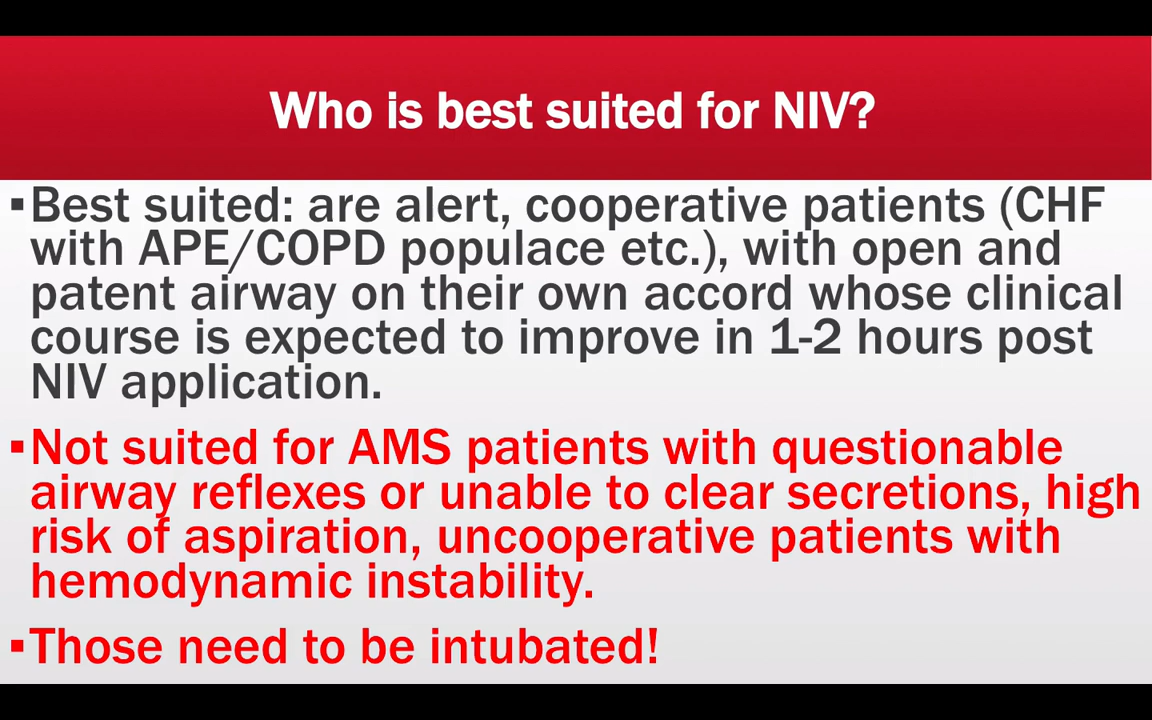 Who is best suited for NIV?
▪Best suited: are alert, cooperative patients (CHF
with APE/COPD populace etc.), with open and
patent airway on their own accord whose clinical
course is expected to improve in 1-2 hours post
NIV application.
▪Not suited for AMS patients with questionable
airway reflexes or unable to clear secretions, high
risk of aspiration, uncooperative patients with
hemodynamic instability.
▪Those need to be intubated!